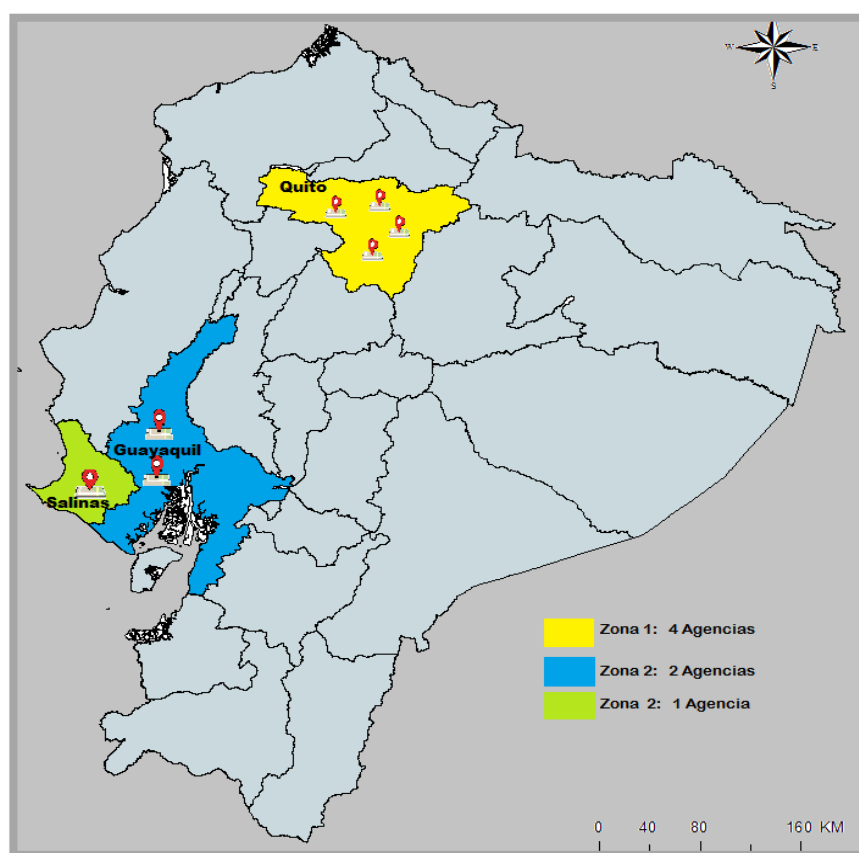 W E
S
Quito
Guayaquil
Salinas
Zona 1: 4 Agencias
Zona 2: 2 Agencias
Zona 2: 1 Agencia
0 40 80 160 KM